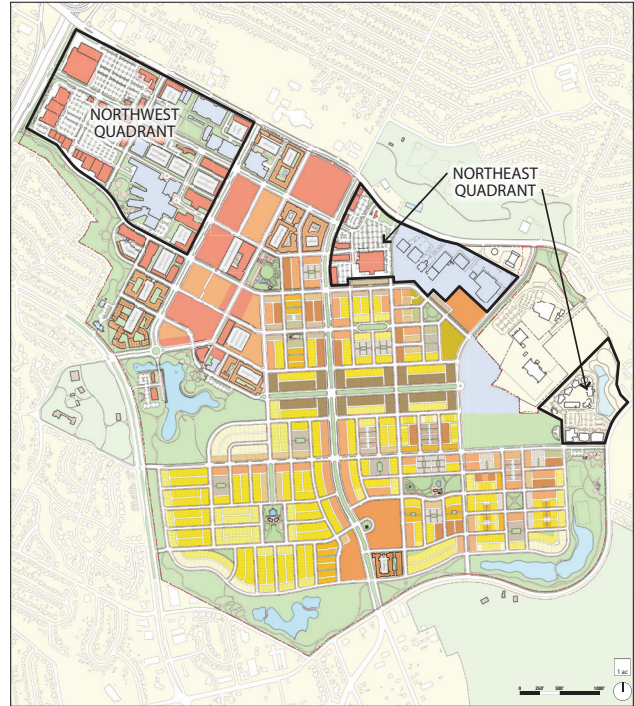 NORTHWEST
QUADRANT
NORTHEAST
QUADRANT
1 ac
0 250' 500' 1000'